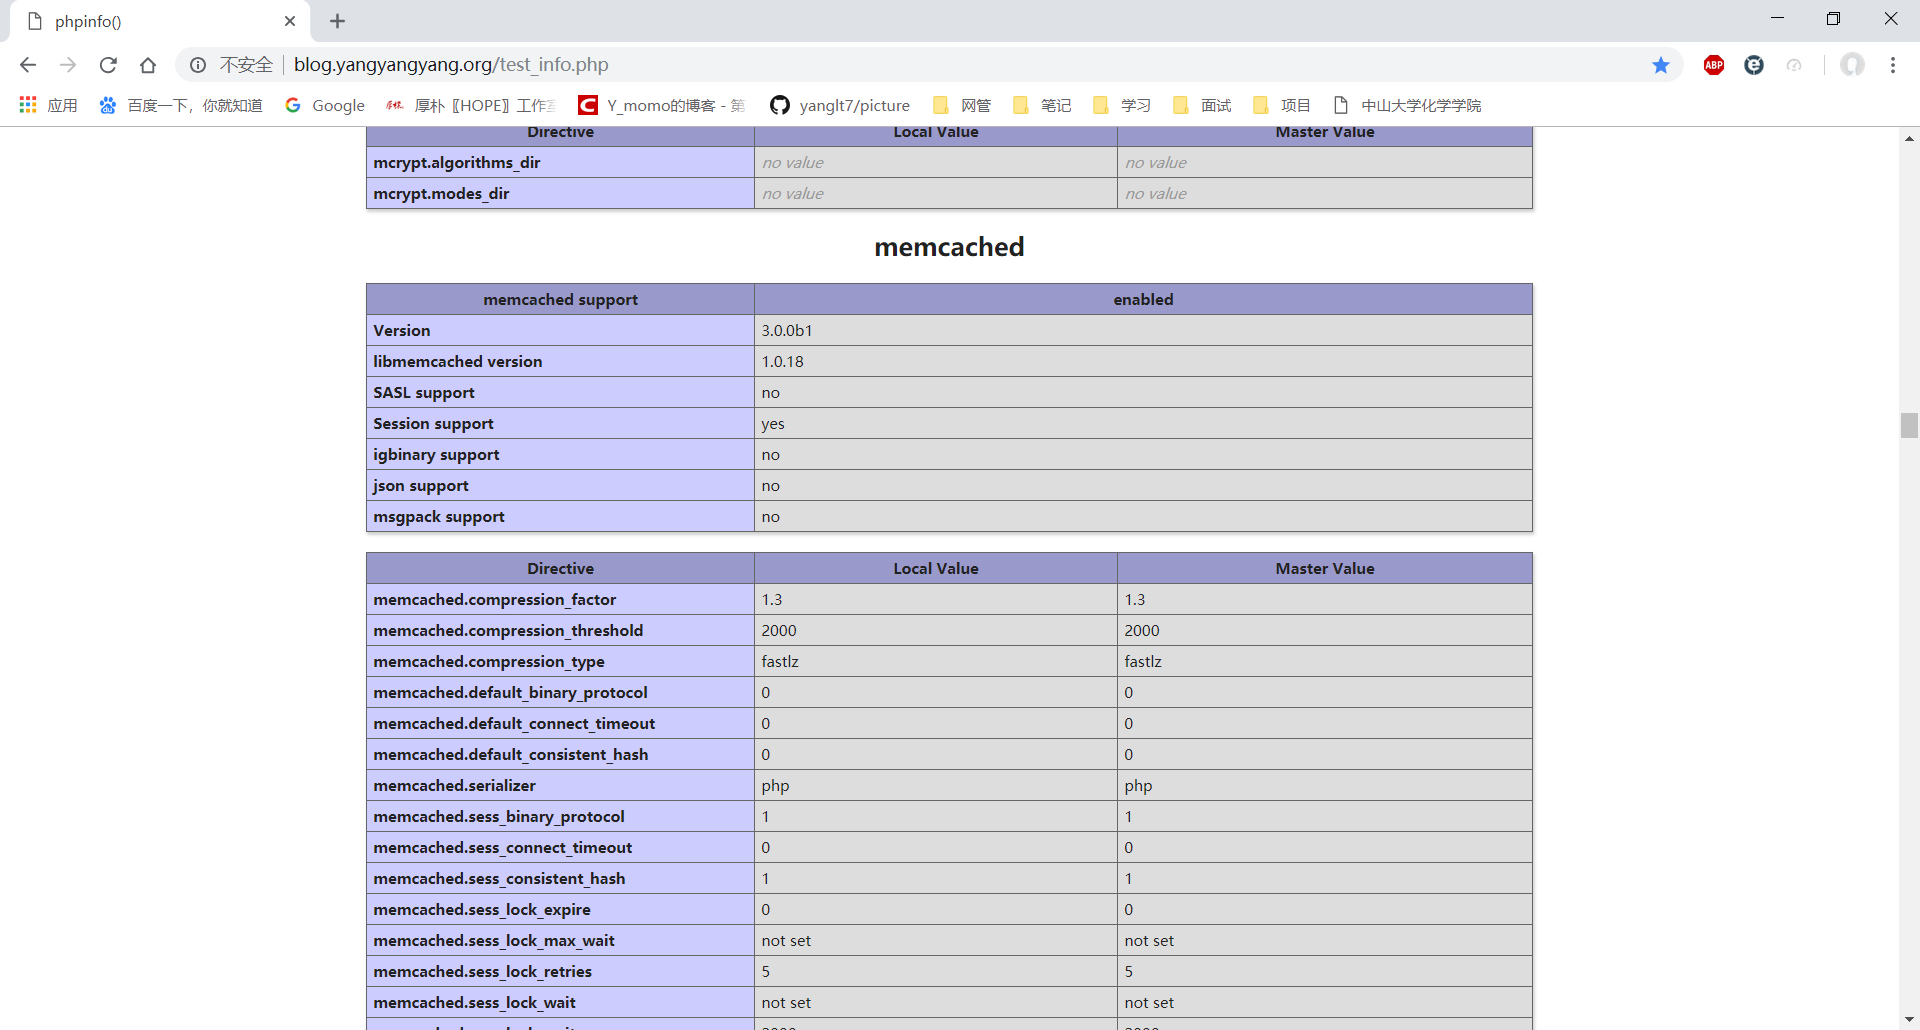 phpinfo()
不安全 blog.yangyangyang.org/test_info.php
ABP
应用 百度一下，你就知道 Google 厚朴〖HOPE〗工作室 Y_momo的博客 - 第 yanglt7/picture 网管 笔记 学习 面试 项目 中山大学化学学院
Directive Local Value Master Value
mcrypt.algorithms_dir no value no value
mcrypt.modes_dir no value no value
memcached
memcached support enabled
Version 3.0.0b1
libmemcached version 1.0.18
SASL support no
Session support yes
igbinary support no
json support no
msgpack support no
Directive Local Value Master Value
memcached.compression_factor 1.3 1.3
memcached.compression_threshold 2000 2000
memcached.compression_type fastlz fastlz
memcached.default_binary_protocol 0 0
memcached.default_connect_timeout 0 0
memcached.default_consistent_hash 0 0
memcached.serializer php php
memcached.sess_binary_protocol 1 1
memcached.sess_connect_timeout 0 0
memcached.sess_consistent_hash 1 1
memcached.sess_lock_expire 0 0
memcached.sess_lock_max_wait not set not set
memcached.sess_lock_retries 5 5
memcached.sess_lock_wait not set not set